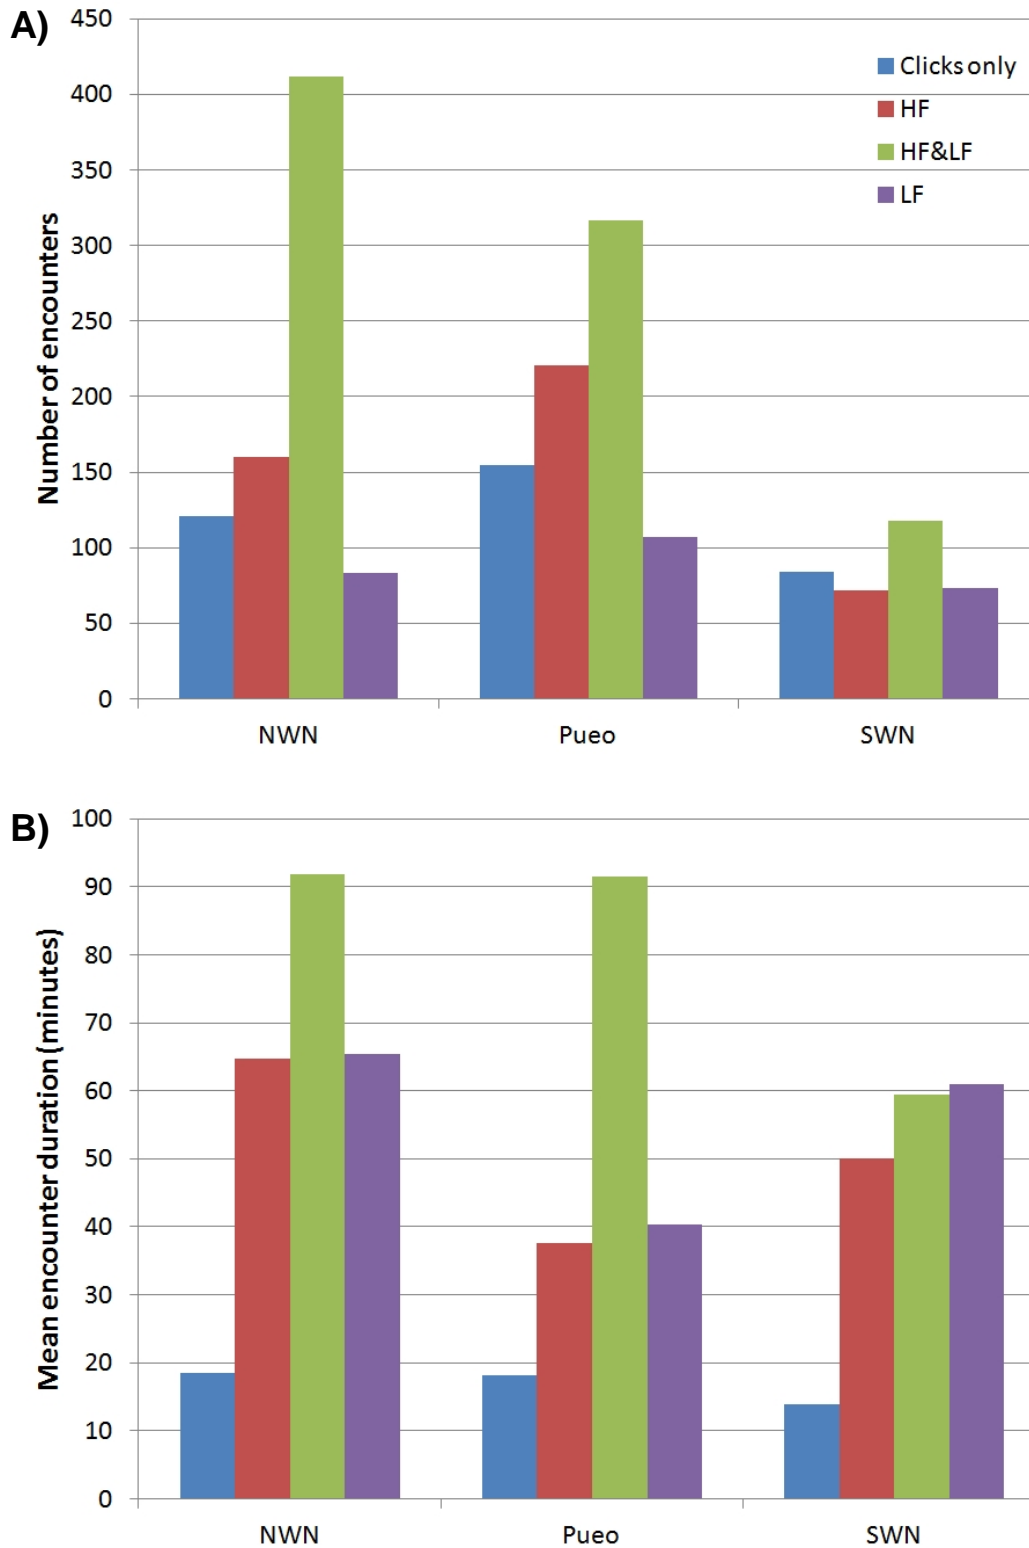 A)
Number of encounters
450
400
350
300
250
200
150
100
50
0
Clicks only
HF
HF&LF
LF
NWN Pueo SWN
B)
Mean encounter duration (minutes)
100
90
80
70
60
50
40
30
20
10
0
NWN Pueo SWN